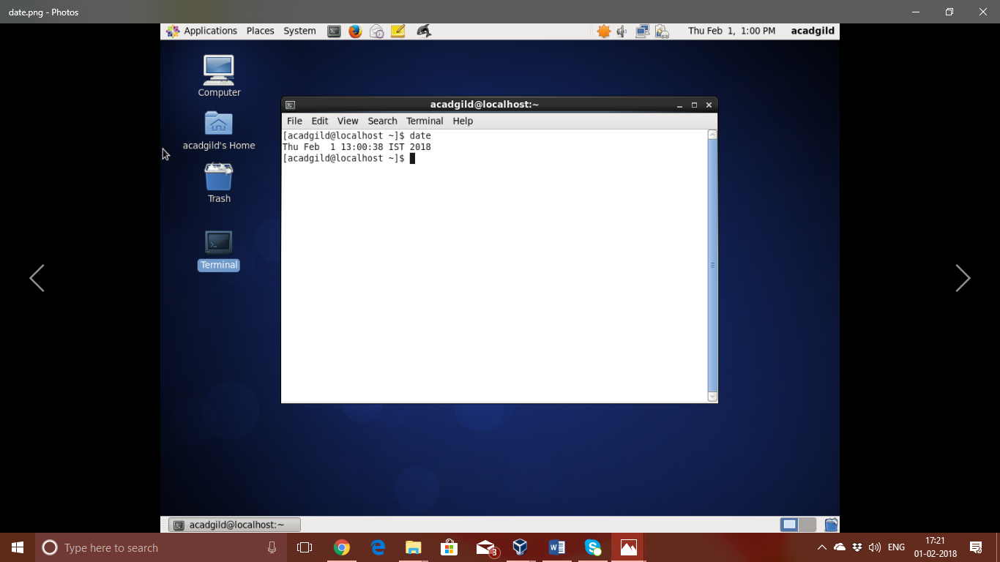 date.png - Photos
Applications Places System Thu Feb 1, 1:00 PM acadgild
Computer
acadgild's Home
Trash
Terminal
acadgild@localhost:~
File Edit View Search Terminal Help
[acadgild@localhost ~]$ date
Thu Feb  1 13:00:38 IST 2018
[acadgild@localhost ~]$
acadgild@localhost:~
Type here to search
3
ENG
17:21
01-02-2018